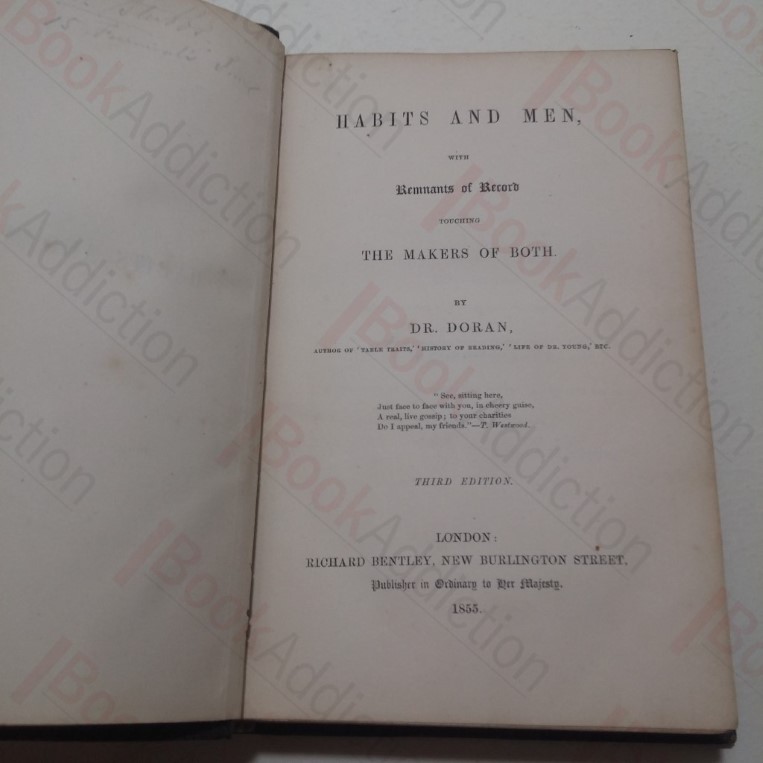 HABITS AND MEN,
WITH
Remnants of Record
TOUCHING
THE MAKERS OF BOTH.
BY
DR. DORAN,
AUTHOR OF 'TABLE TRAITS,' 'HISTORY OF READING,' 'LIFE OF DR. YOUNG,' ETC.
"See, sitting here,
Just face to face with you, in cheery guise,
A real, live gossip; to your charities
Do I appeal, my friends."—T. Westwood.
THIRD EDITION.
LONDON:
RICHARD BENTLEY, NEW BURLINGTON STREET,
Publisher in Ordinary to Her Majesty.
1855.
BookAddiction